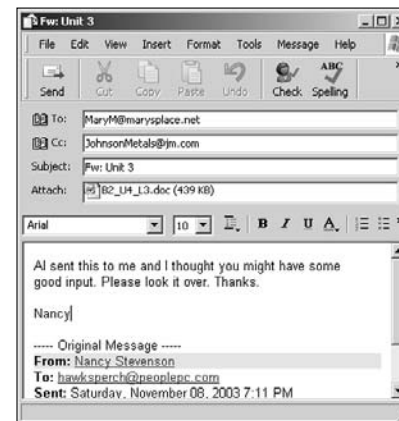 Fw: Unit 3
File Edit View Insert Format Tools Message Help
Send Cut Copy Paste Undo Check Spelling
ABC
To: MaryM@marysplace.net
Cc: JohnsonMetals@jm.com
Subject: Fw: Unit 3
Attach: B2_U4_L3.doc (439 KB)
Arial 10 B I U A
Al sent this to me and I thought you might have some
good input. Please look it over. Thanks.
Nancy
----- Original Message -----
From: Nancy Stevenson
To: hawksperch@peoplepc.com
Sent: Saturday, November 08, 2003 7:11 PM